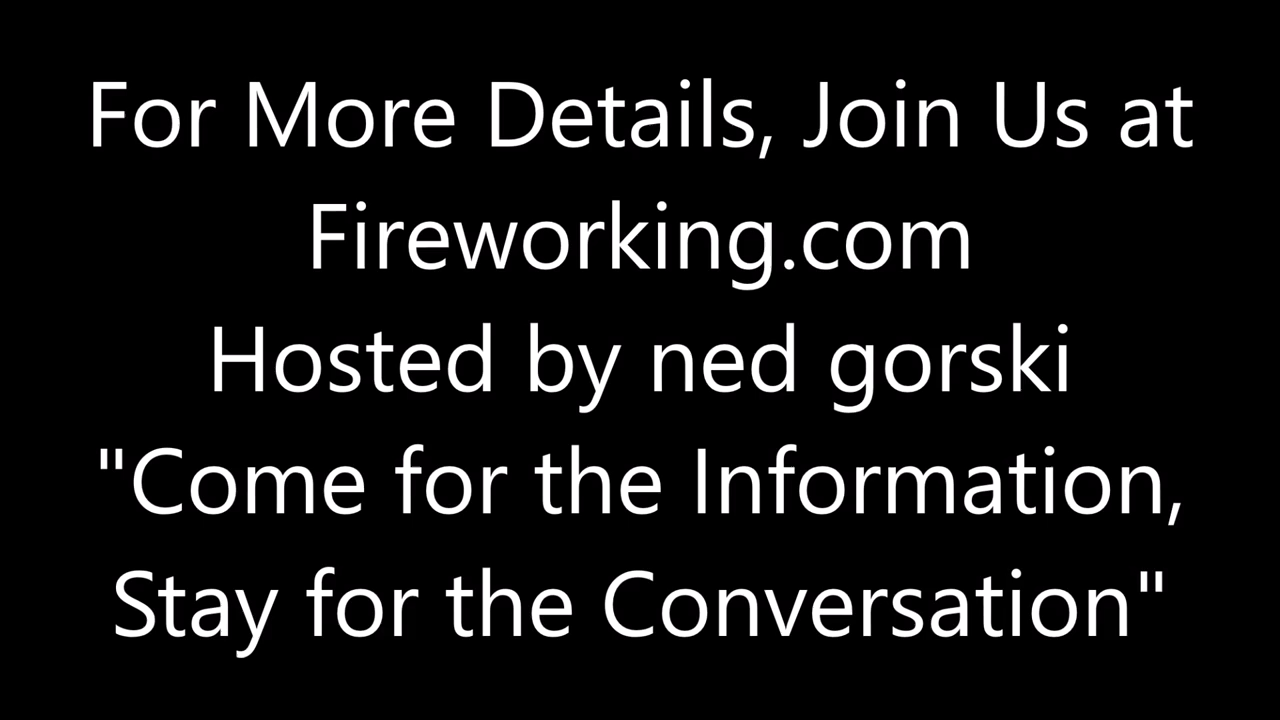 For More Details, Join Us at
Fireworking.com
Hosted by ned gorski
"Come for the Information,
Stay for the Conversation"